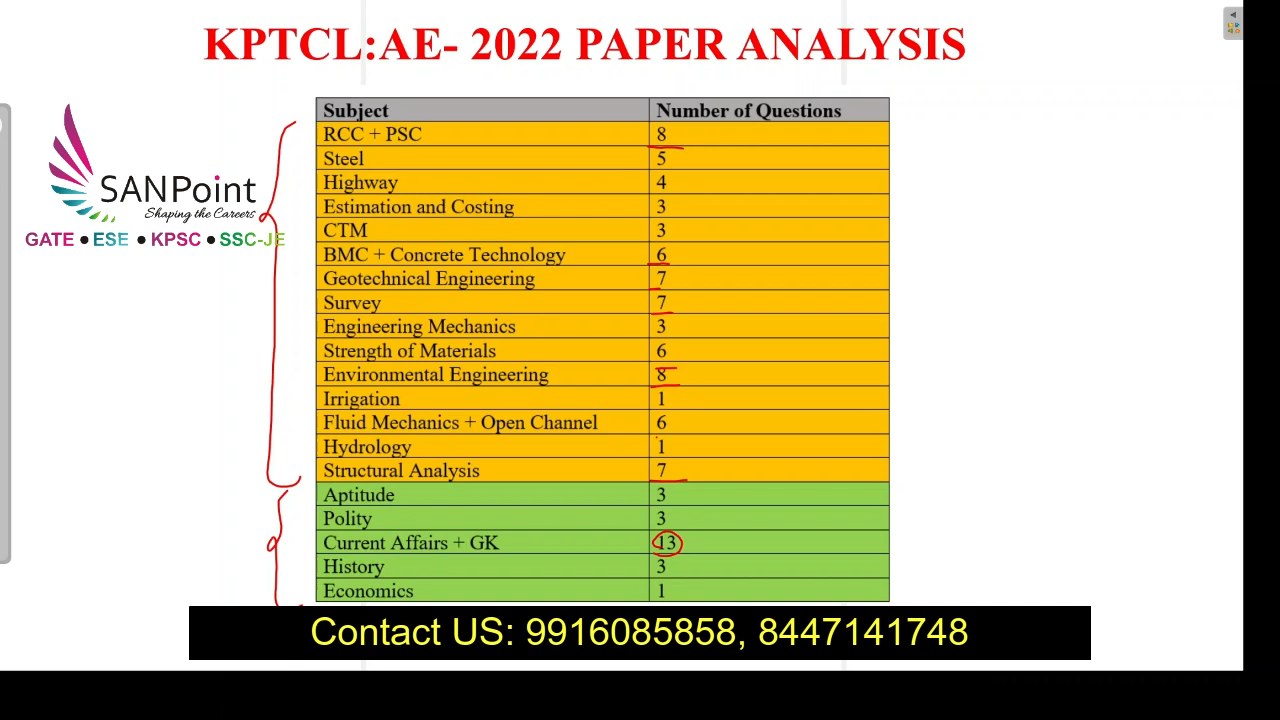 KPTCL:AE- 2022 PAPER ANALYSIS
SANPoint
Shaping the Careers
GATE ● ESE ● KPSC ● SSC-JE
Subject Number of Questions
RCC + PSC 8
Steel 5
Highway 4
Estimation and Costing 3
CTM 3
BMC + Concrete Technology 6
Geotechnical Engineering 7
Survey 7
Engineering Mechanics 3
Strength of Materials 6
Environmental Engineering 8
Irrigation 1
Fluid Mechanics + Open Channel 6
Hydrology 1
Structural Analysis 7
Aptitude 3
Polity 3
Current Affairs + GK 13
History 3
Economics 1
Contact US: 9916085858, 8447141748